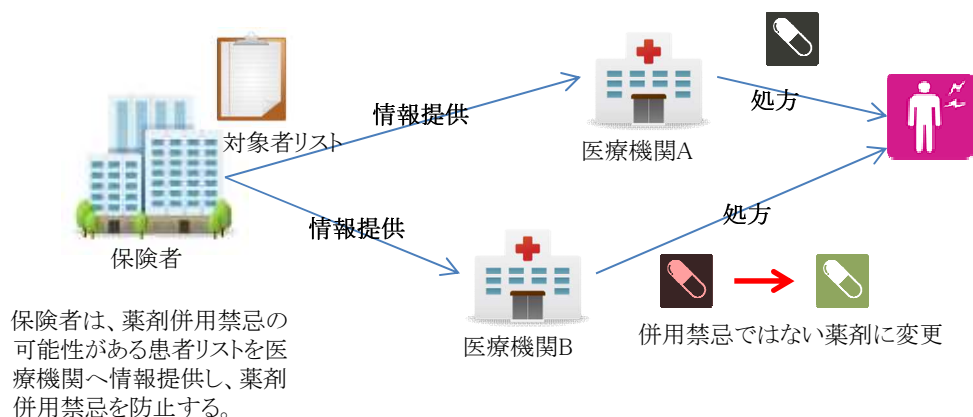 対象者リスト
情報提供
処方
医療機関A
情報提供
処方
保険者
医療機関B
併用禁忌ではない薬剤に変更
保険者は、薬剤併用禁忌の
可能性がある患者リストを医
療機関へ情報提供し、薬剤
併用禁忌を防止する。